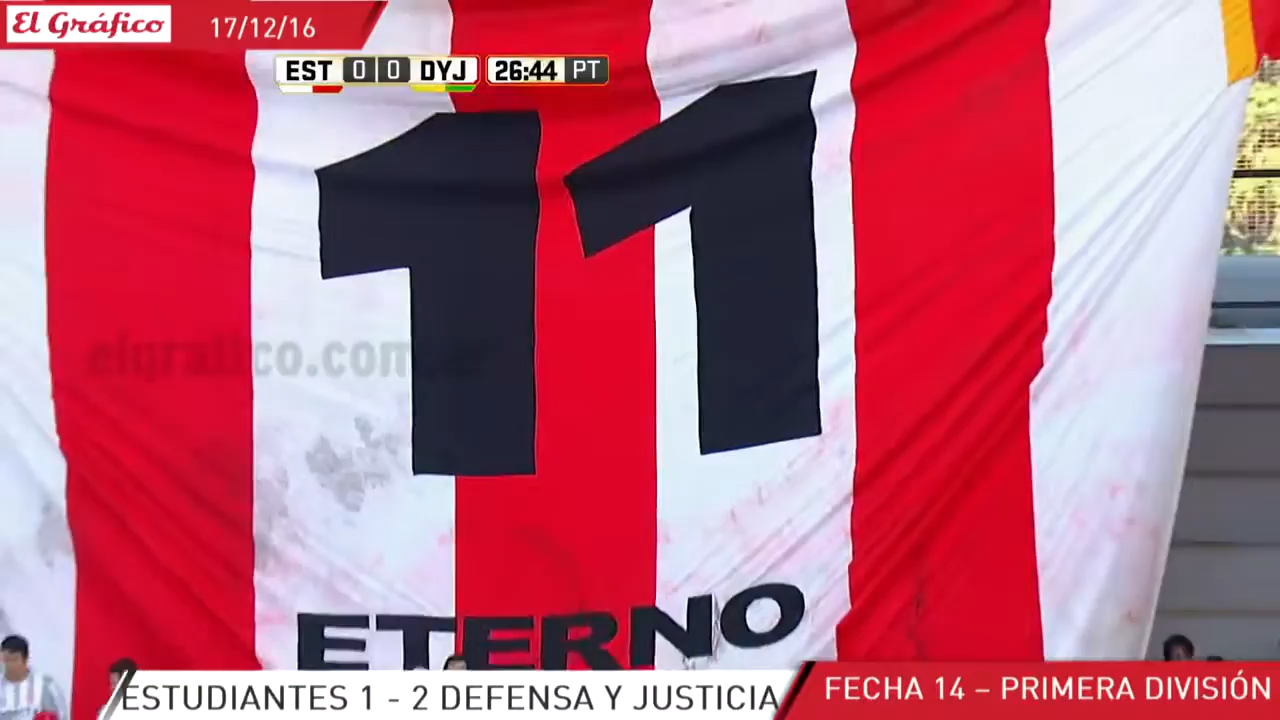 El Gráfico
17/12/16
EST 0 0 DYJ 26:44 PT
11
elgrafico.com.ar
ETERNO
ESTUDIANTES 1 - 2 DEFENSA Y JUSTICIA
FECHA 14 – PRIMERA DIVISIÓN